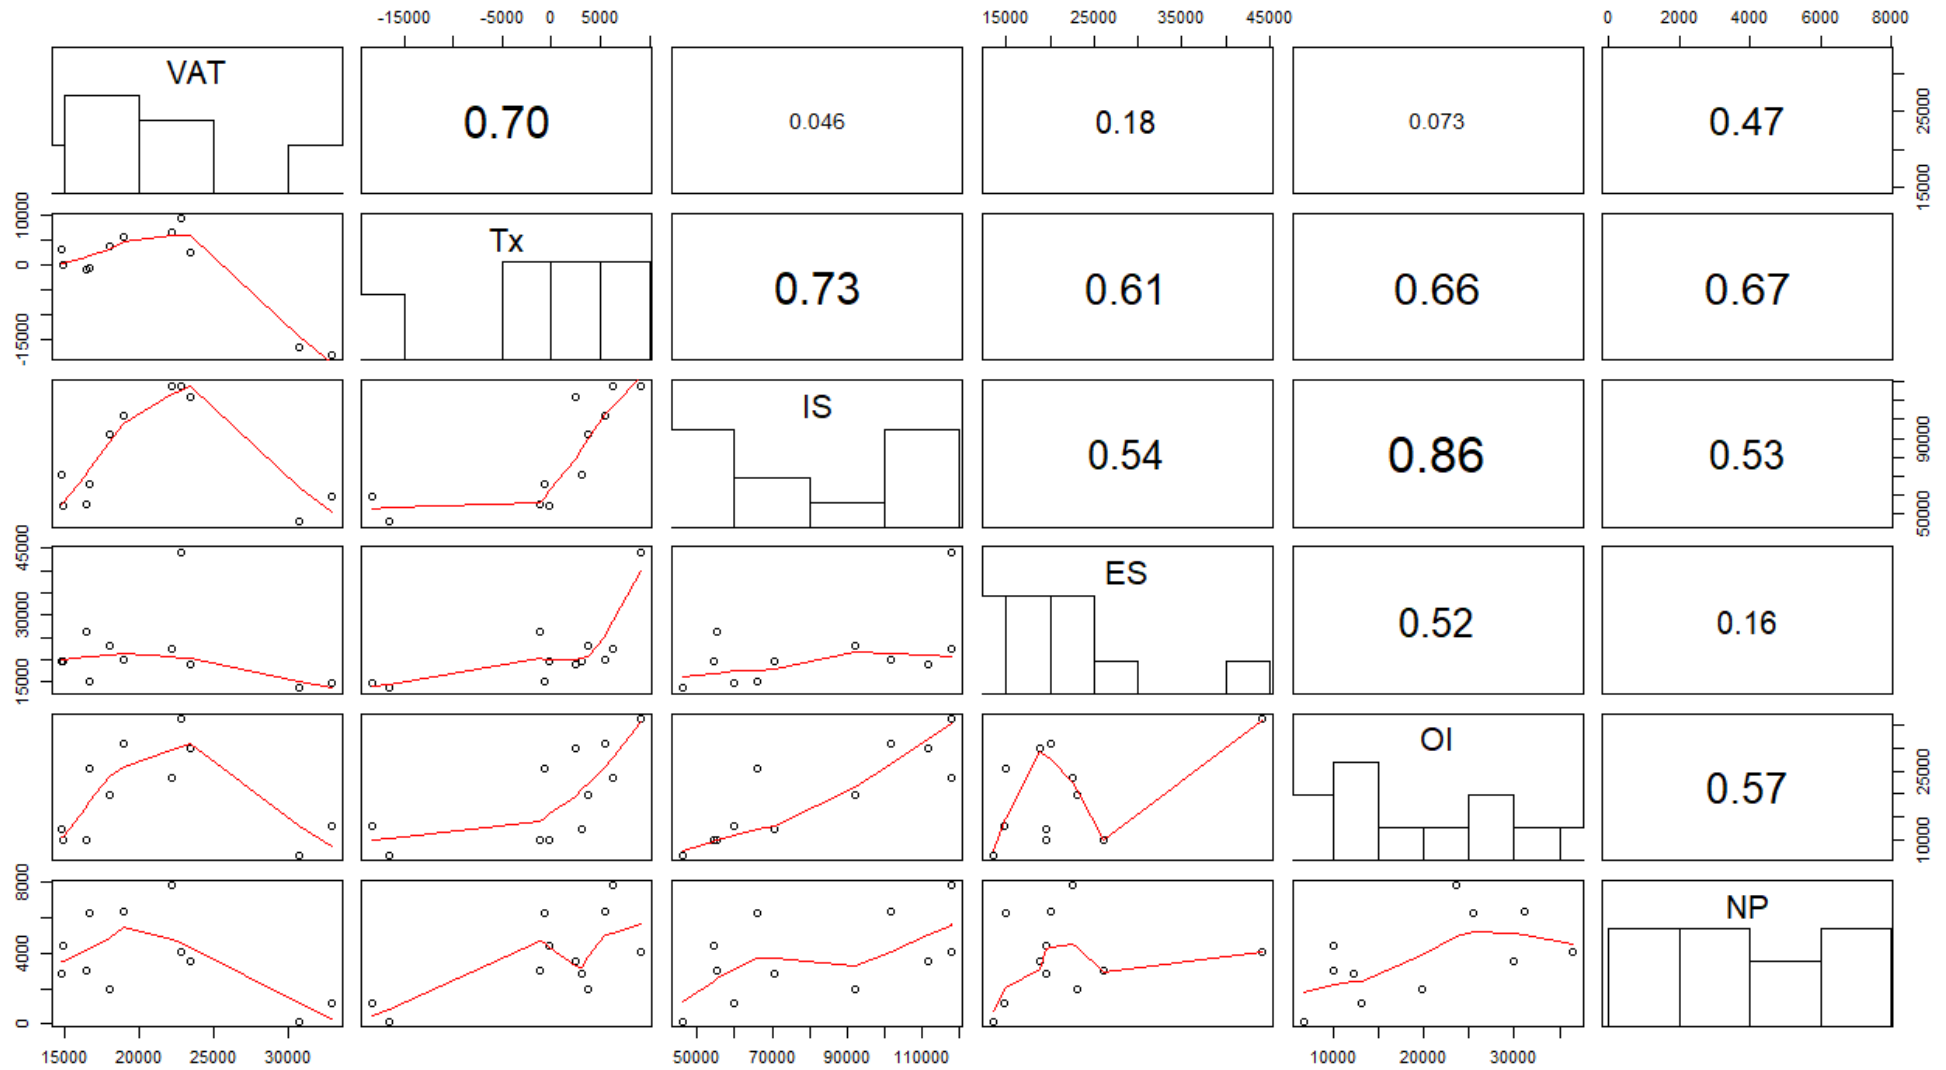 -15000 -5000 0 5000 15000 25000 35000 45000 0 2000 4000 6000 8000
VAT 0.70 0.046 0.18 0.073 0.47 15000 25000
-15000 0 10000 Tx 0.73 0.61 0.66 0.67
IS 0.54 0.86 0.53 50000 90000
15000 30000 45000 ES 0.52 0.16
OI 0.57 10000 25000
0 4000 8000 NP
15000 20000 25000 30000 50000 70000 90000 110000 10000 20000 30000